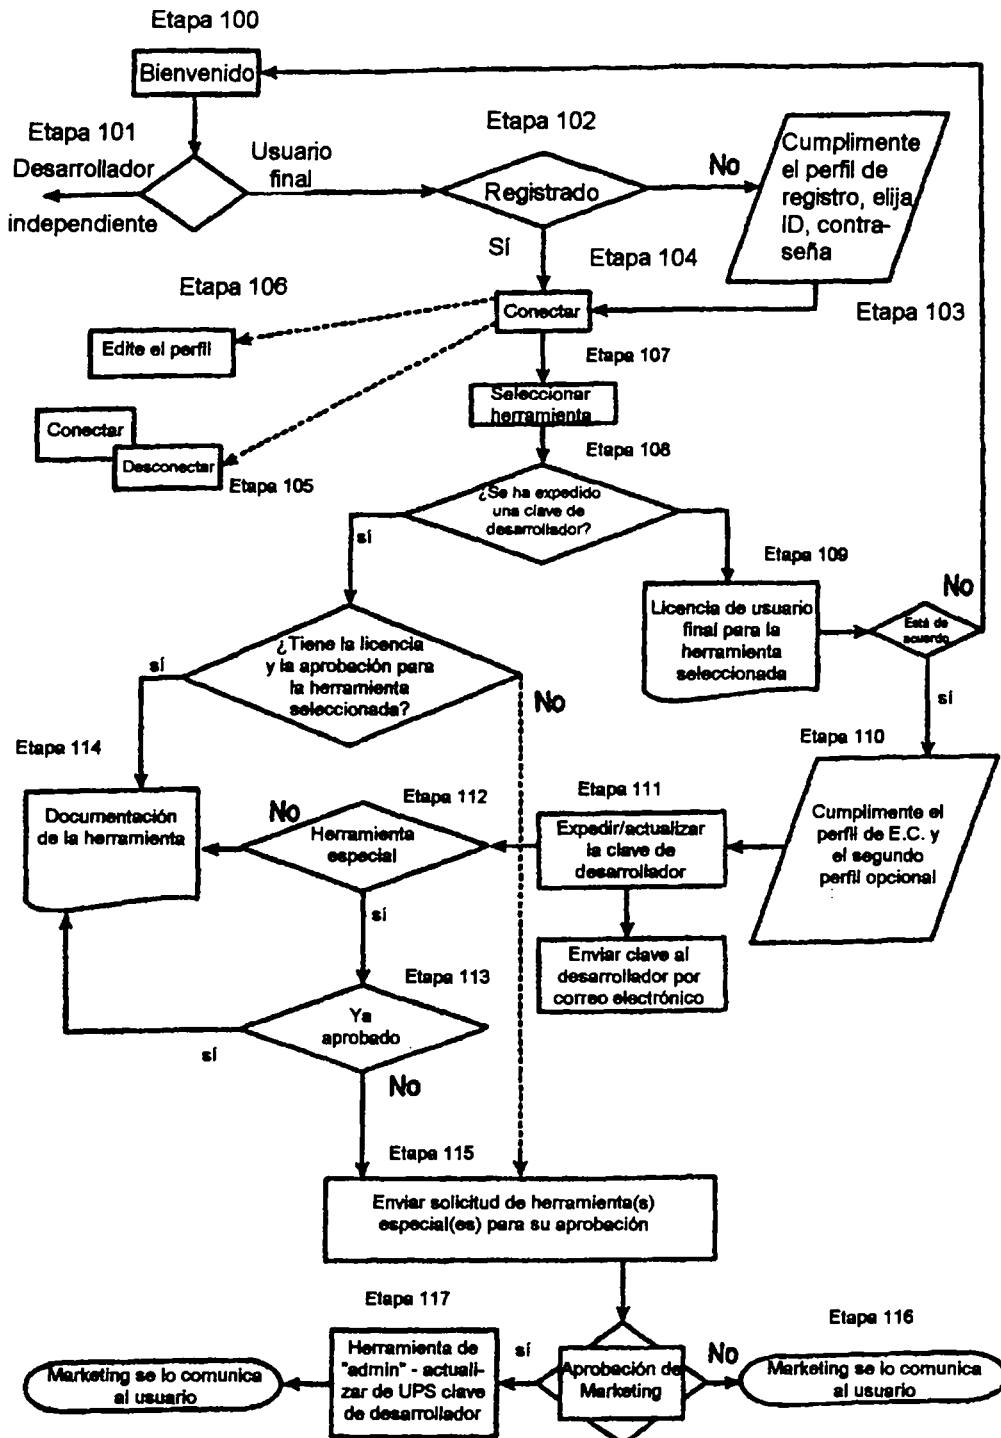 Etapa 100
Bienvenido
Etapa 101
Desarrollador
independiente
Usuario
final
Etapa 102
Registrado
No
Sí
Cumplimente
el perfil de
registro, elija
ID, contra-
seña
Etapa 103
Etapa 104
Conectar
Etapa 106
Edite el perfil
Conectar
Desconectar
Etapa 105
Etapa 107
Seleccionar
herramienta
Etapa 108
¿Se ha expedido
una clave de
desarrollador?
sí
Etapa 109
Licencia de usuario
final para la
herramienta
seleccionada
Está de
acuerdo
No
sí
¿Tiene la licencia
y la aprobación para
la herramienta
seleccionada?
sí
No
Etapa 110
Cumplimente el
perfil de E.C. y
el segundo
perfil opcional
Etapa 111
Expedir/actualizar
la clave de
desarrollador
Enviar clave al
desarrollador por
correo electrónico
Etapa 112
Herramienta
especial
No
sí
Etapa 114
Documentación
de la herramienta
Etapa 113
Ya
aprobado
sí
No
Etapa 115
Enviar solicitud de herramienta(s)
especial(es) para su aprobación
Aprobación de
Marketing
sí
No
Etapa 116
Marketing se lo comunica
al usuario
Etapa 117
Herramienta de
"admin" - actuali-
zar de UPS clave
de desarrollador
Marketing se lo comunica
al usuario